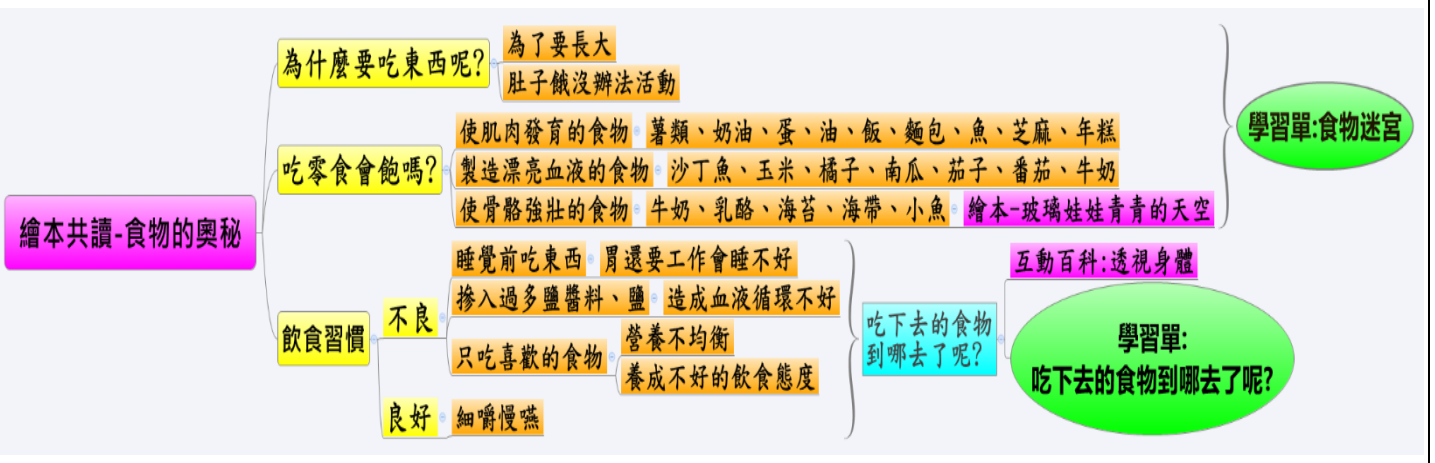 繪本共讀-食物的奧秘
為什麼要吃東西呢?
為了要長大
肚子餓沒辦法活動
吃零食會飽嗎?
使肌肉發育的食物
薯類、奶油、蛋、油、飯、麵包、魚、芝麻、年糕
製造漂亮血液的食物
沙丁魚、玉米、橘子、南瓜、茄子、番茄、牛奶
使骨骼強壯的食物
牛奶、乳酪、海苔、海帶、小魚
繪本-玻璃娃娃青青的天空
學習單:食物迷宮
飲食習慣
不良
睡覺前吃東西
胃還要工作會睡不好
摻入過多鹽醬料、鹽
造成血液循環不好
只吃喜歡的食物
營養不均衡
養成不好的飲食態度
良好
細嚼慢嚥
吃下去的食物
到哪去了呢?
互動百科:透視身體
學習單:
吃下去的食物到哪去了呢?